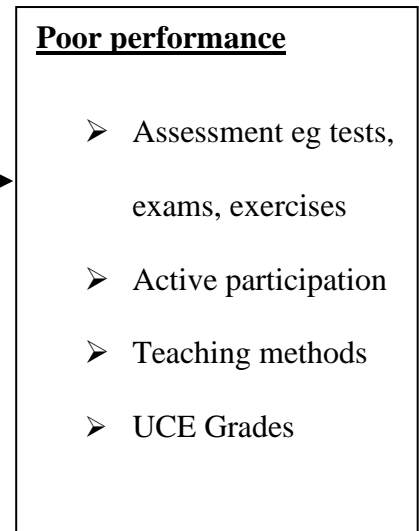 Poor performance
➢ Assessment eg tests,
exams, exercises
➢ Active participation
➢ Teaching methods
➢ UCE Grades